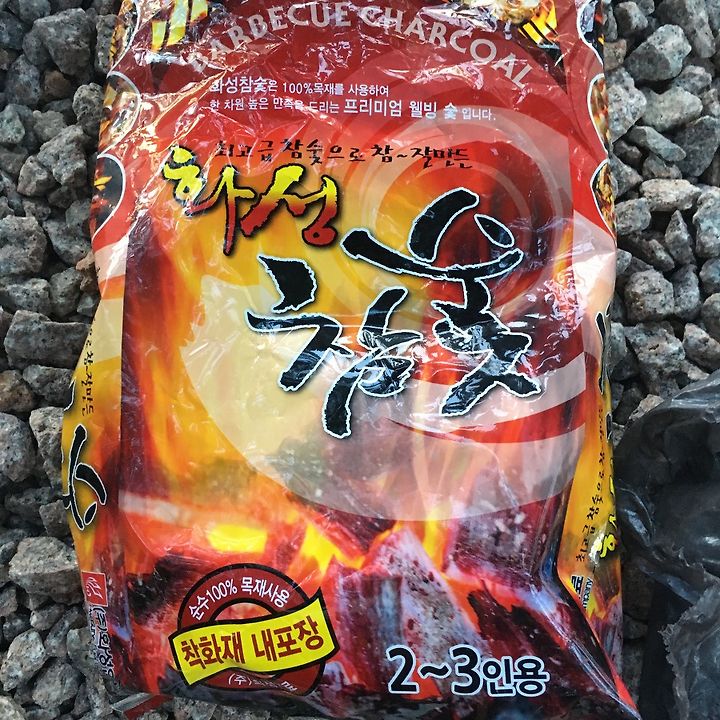 BARBECUE CHARCOAL
화성참숯은 100%목재를 사용하여
한 차원 높은 만족을 드리는 프리미엄 웰빙 숯 입니다.
최고급 참숯으로 참~잘만든
화성
참숯
순수100% 목재사용
착화재 내포장
(주)
2~3인용